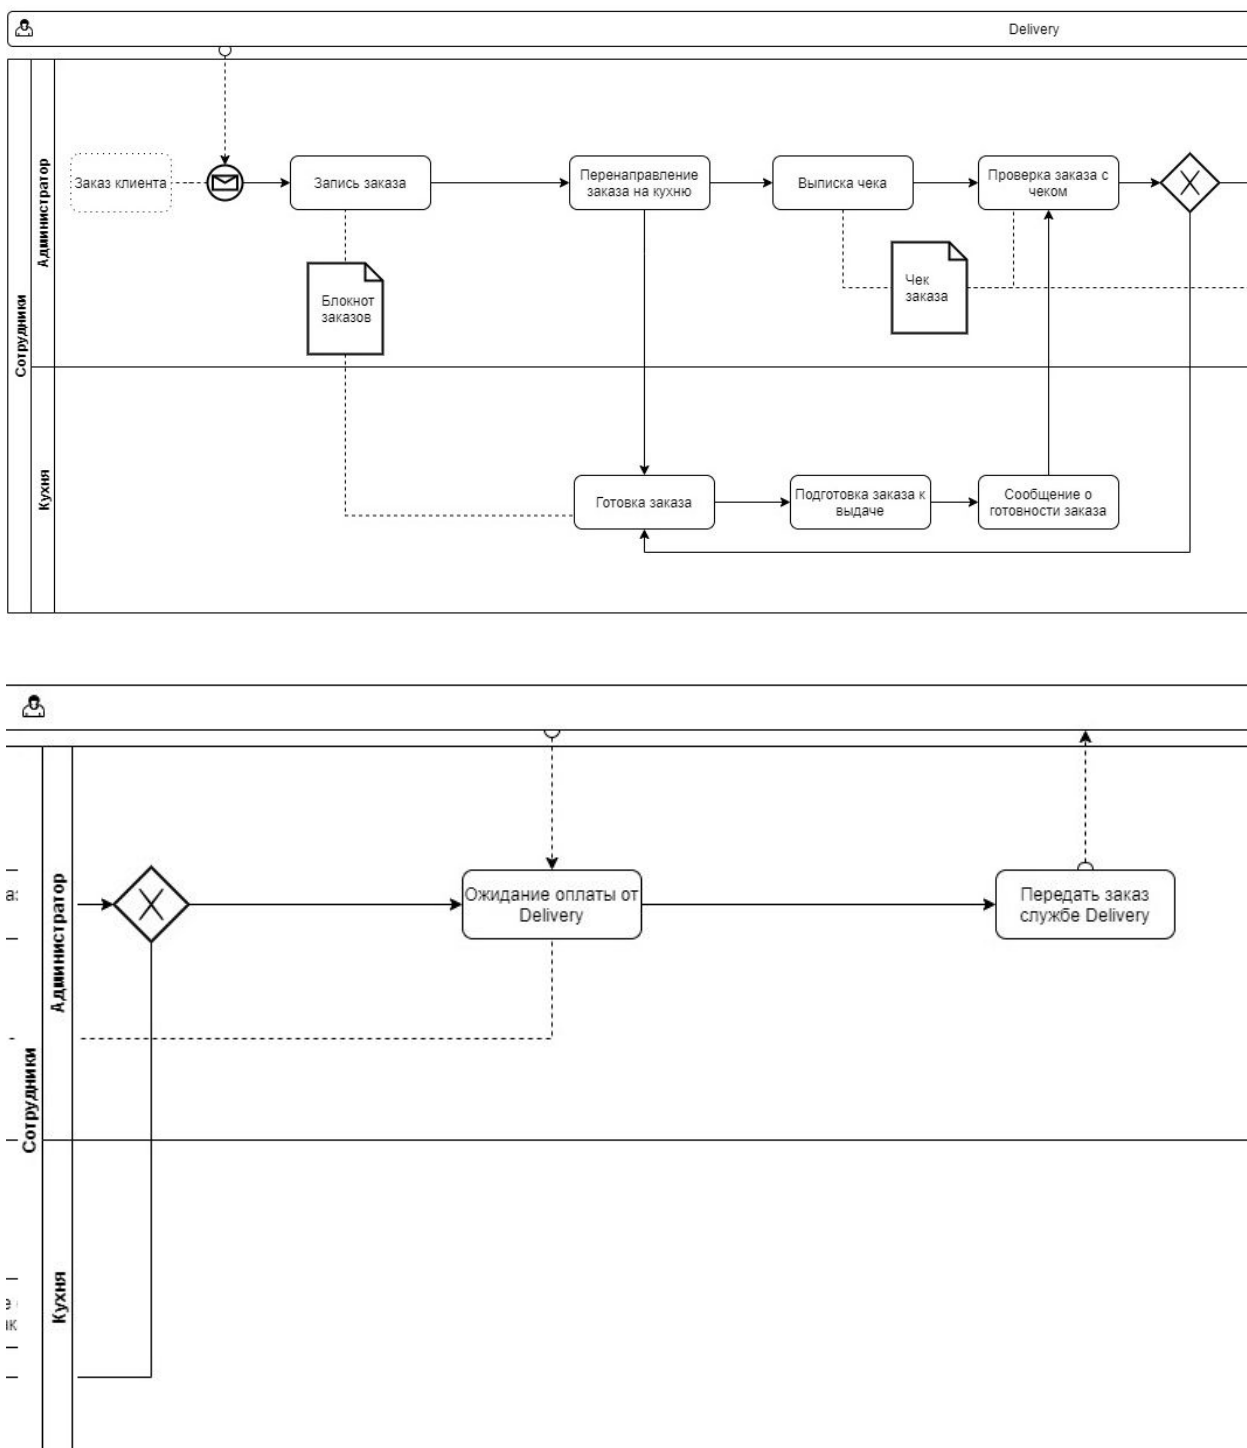 Delivery
Сотрудники
Администратор
Заказ клиента
Запись заказа
Перенаправление
заказа на кухню
Выписка чека
Проверка заказа с
чеком
Блокнот
заказов
Чек
заказа
Кухня
Готовка заказа
Подготовка заказа к
выдаче
Сообщение о
готовности заказа
Сотрудники
Администратор
Ожидание оплаты от
Delivery
Передать заказ
службе Delivery
Кухня